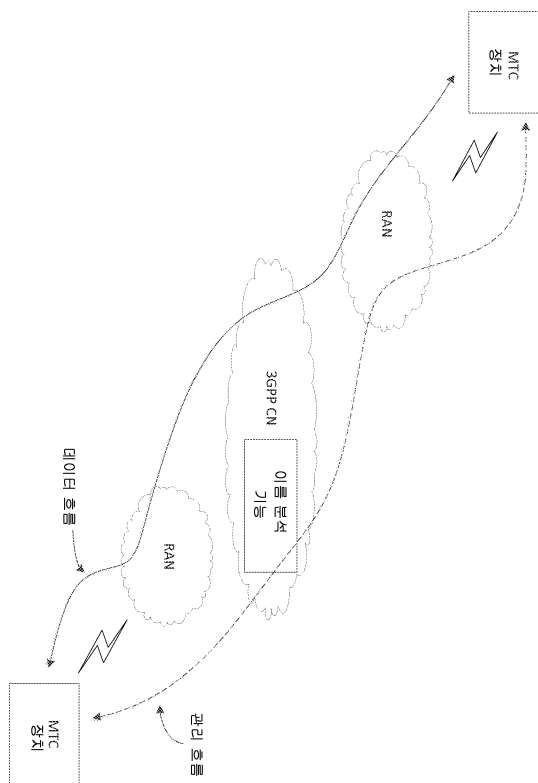 MTC
장치
RAN
3GPP CN
이름 분석
기능
데이터 흐름
RAN
관리 흐름
MTC
장치